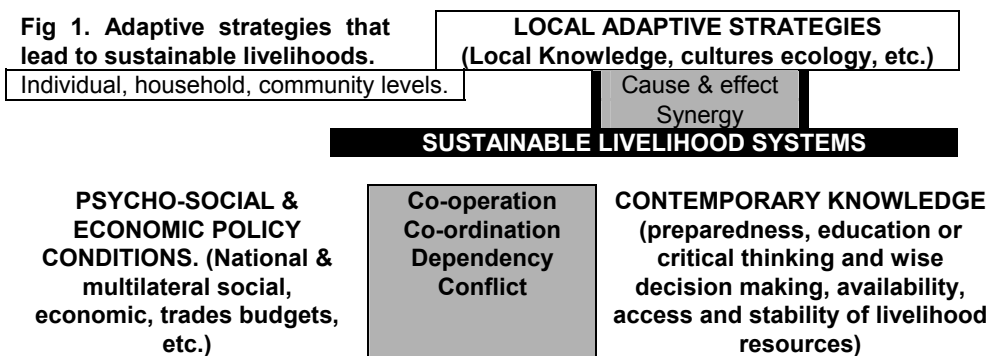 Fig 1. Adaptive strategies that
lead to sustainable livelihoods.
Individual, household, community levels.
LOCAL ADAPTIVE STRATEGIES
(Local Knowledge, cultures ecology, etc.)
Cause & effect
Synergy
SUSTAINABLE LIVELIHOOD SYSTEMS
PSYCHO-SOCIAL &
ECONOMIC POLICY
CONDITIONS. (National &
multilateral social,
economic, trades budgets,
etc.)
Co-operation
Co-ordination
Dependency
Conflict
CONTEMPORARY KNOWLEDGE
(preparedness, education or
critical thinking and wise
decision making, availability,
access and stability of livelihood
resources)